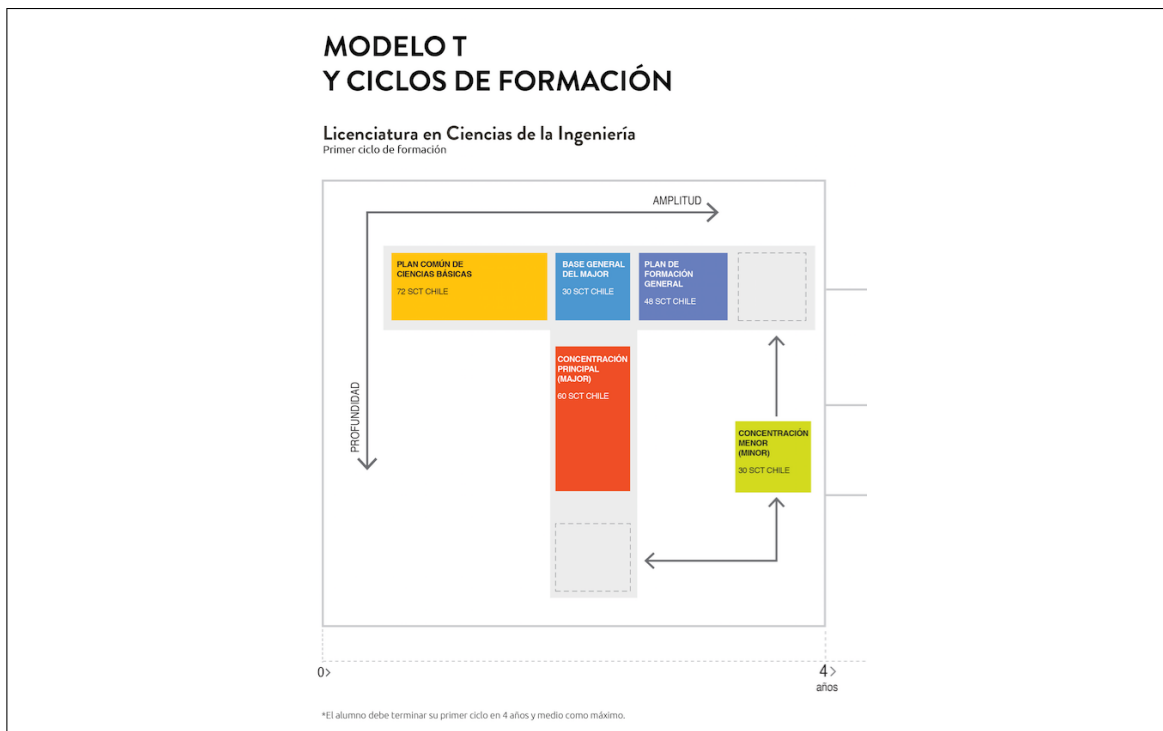 MODELO T
Y CICLOS DE FORMACIÓN
Licenciatura en Ciencias de la Ingeniería
Primer ciclo de formación
AMPLITUD
PROFUNDIDAD
PLAN COMÚN DE
CIENCIAS BÁSICAS
72 SCT CHILE
BASE GENERAL
DEL MAJOR
30 SCT CHILE
PLAN DE
FORMACIÓN
GENERAL
48 SCT CHILE
CONCENTRACIÓN
PRINCIPAL
(MAJOR)
60 SCT CHILE
CONCENTRACIÓN
MENOR
(MINOR)
30 SCT CHILE
0>
4>
años
*El alumno debe terminar su primer ciclo en 4 años y medio como máximo.